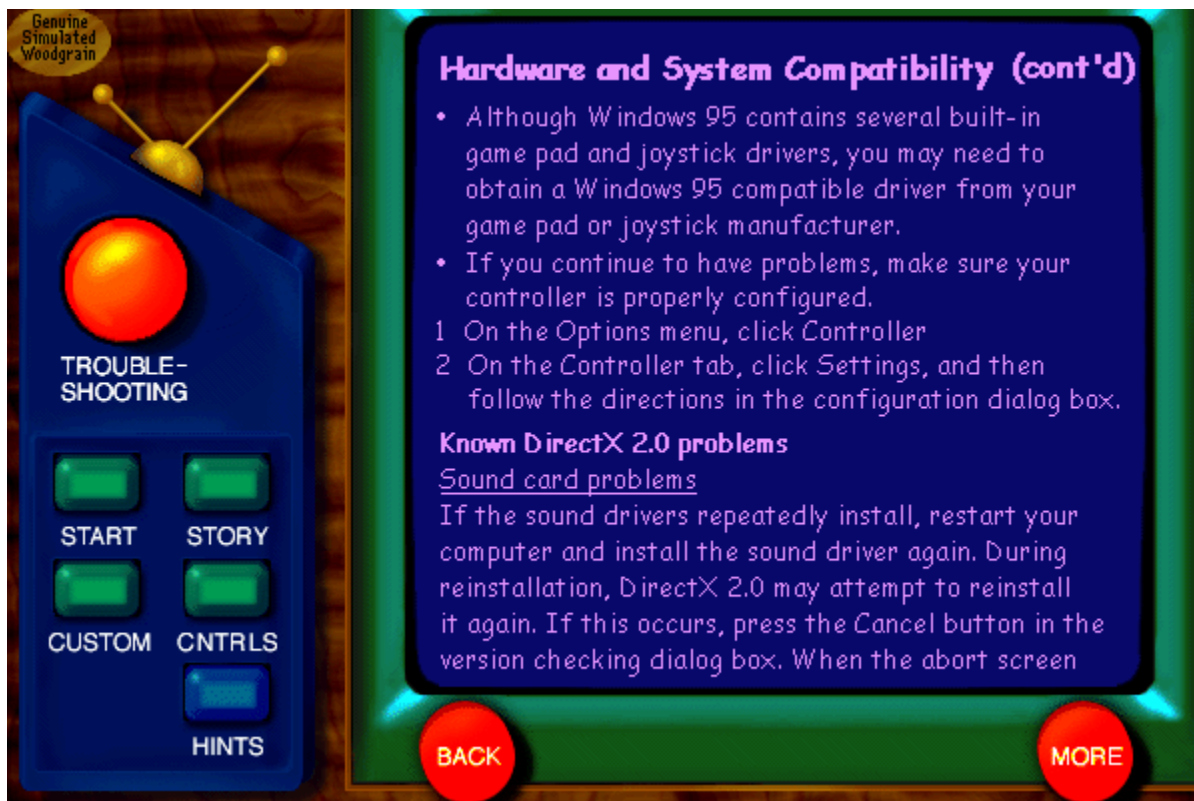 Genuine
Simulated
Woodgrain
TROUBLE-
SHOOTING
START
STORY
CUSTOM
CNTRLS
HINTS
Hardware and System Compatibility (cont'd)
• Although Windows 95 contains several built-in
game pad and joystick drivers, you may need to
obtain a Windows 95 compatible driver from your
game pad or joystick manufacturer.
• If you continue to have problems, make sure your
controller is properly configured.
1 On the Options menu, click Controller
2 On the Controller tab, click Settings, and then
follow the directions in the configuration dialog box.
Known DirectX 2.0 problems
Sound card problems
If the sound drivers repeatedly install, restart your
computer and install the sound driver again. During
reinstallation, DirectX 2.0 may attempt to reinstall
it again. If this occurs, press the Cancel button in the
version checking dialog box. When the abort screen
BACK
MORE